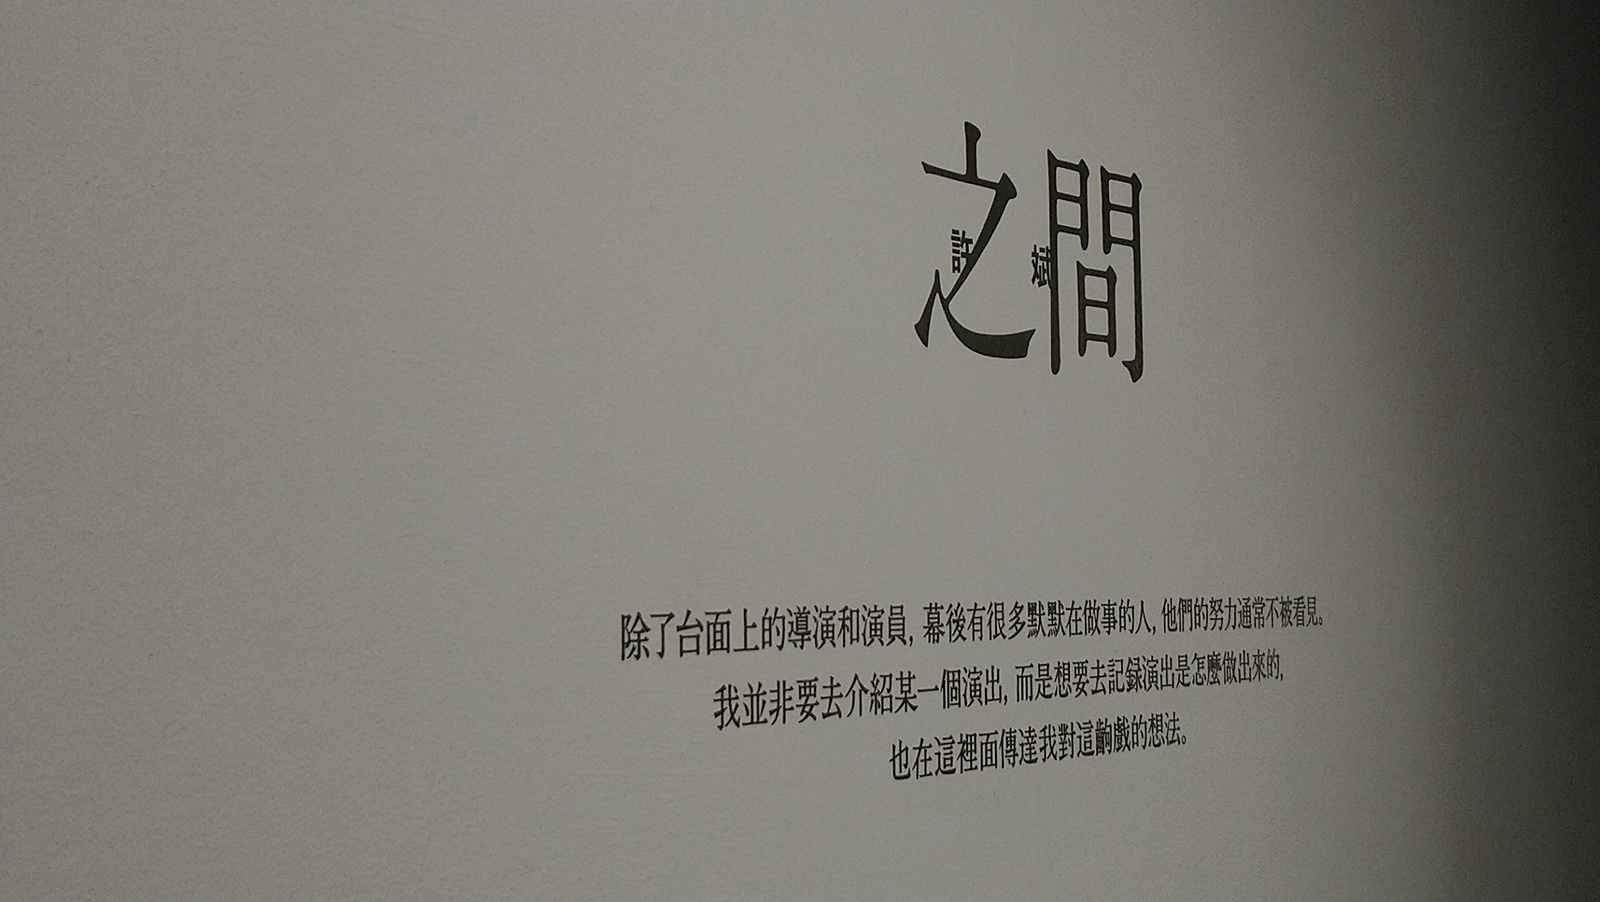 之間
許 斌
除了台面上的導演和演員, 幕後有很多默默在做事的人, 他們的努力通常不被看見。
我並非要去介紹某一個演出, 而是想要去記錄演出是怎麼做出來的,
也在這裡面傳達我對這齣戲的想法。